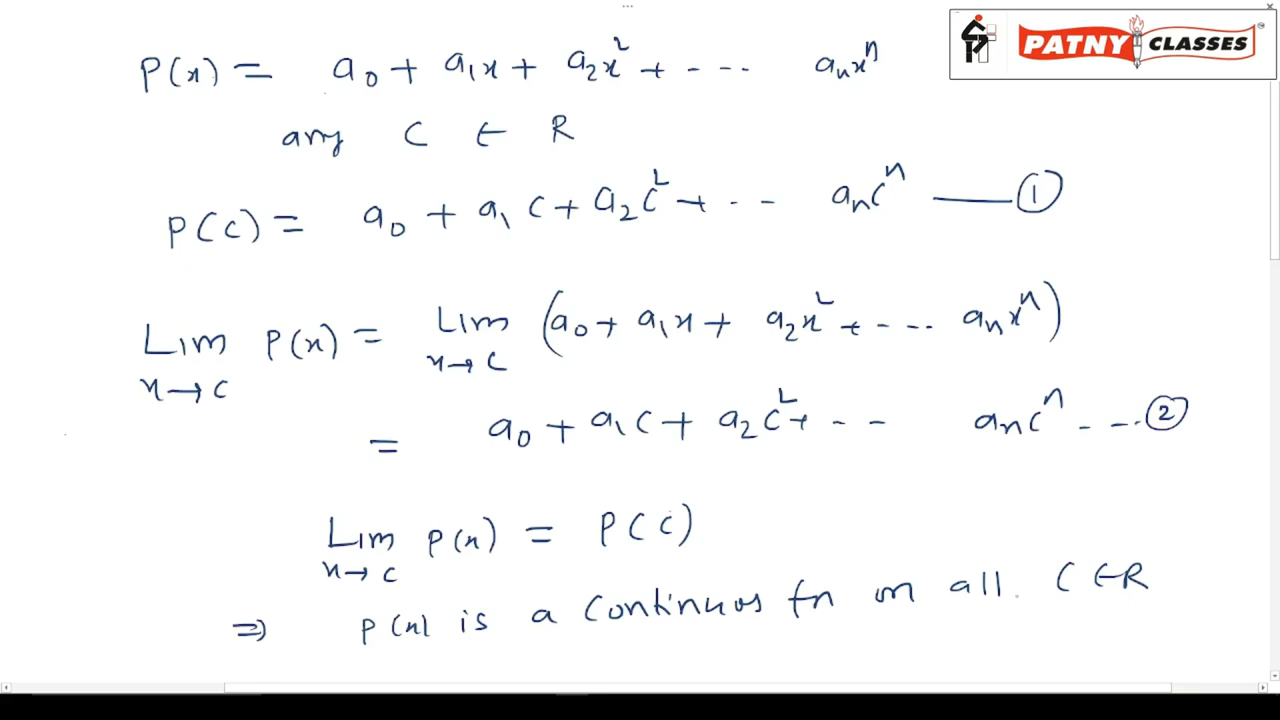 PATNY CLASSES
P(x) = a₀ + a₁x + a₂x² + - -- aₙxⁿ
any C ∈ R
P(C) = a₀ + a₁C + a₂C² + -- - aₙCⁿ —— ①
Lim x→C P(x) = Lim x→C (a₀ + a₁x + a₂x² + - -- aₙxⁿ)
= a₀ + a₁C + a₂C² + - - aₙCⁿ - --- ②
Lim x→C P(x) = P(C)
⇒ P(x) is a Continuos fn on all. C ∈ R